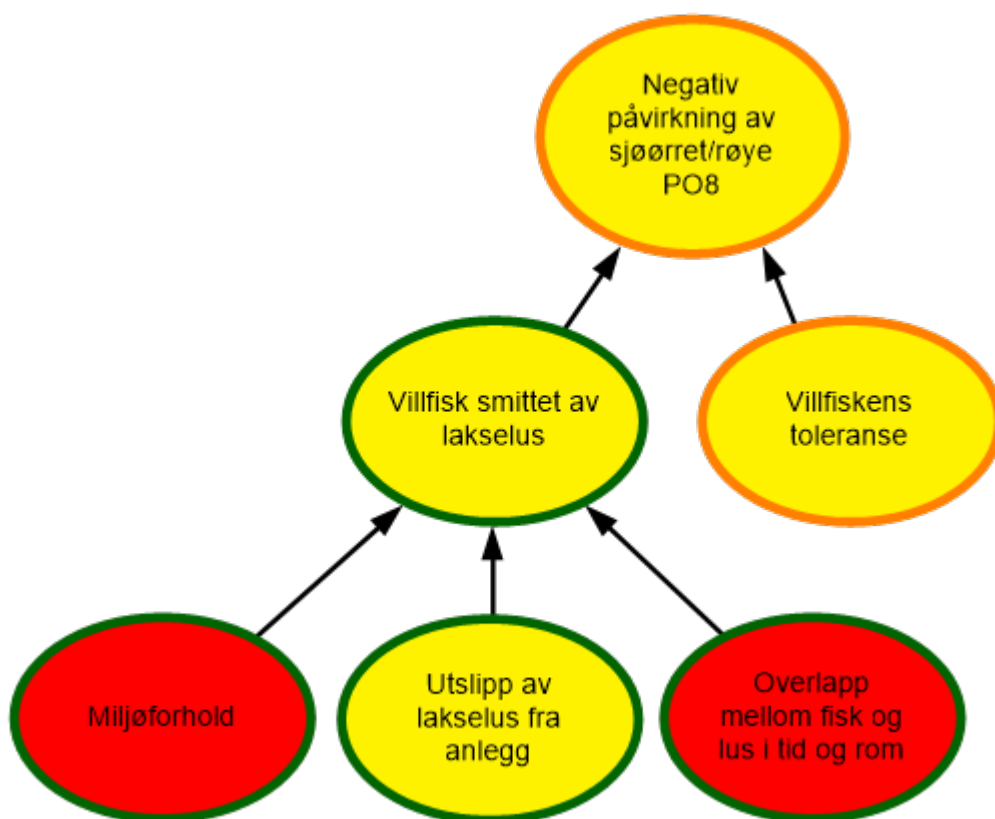 Negativ
påvirkning av
sjøørret/røye
PO8
Villfisk smittet av
lakselus
Villfiskens
toleranse
Miljøforhold
Utslipp av
lakselus fra
anlegg
Overlapp
mellom fisk og
lus i tid og rom